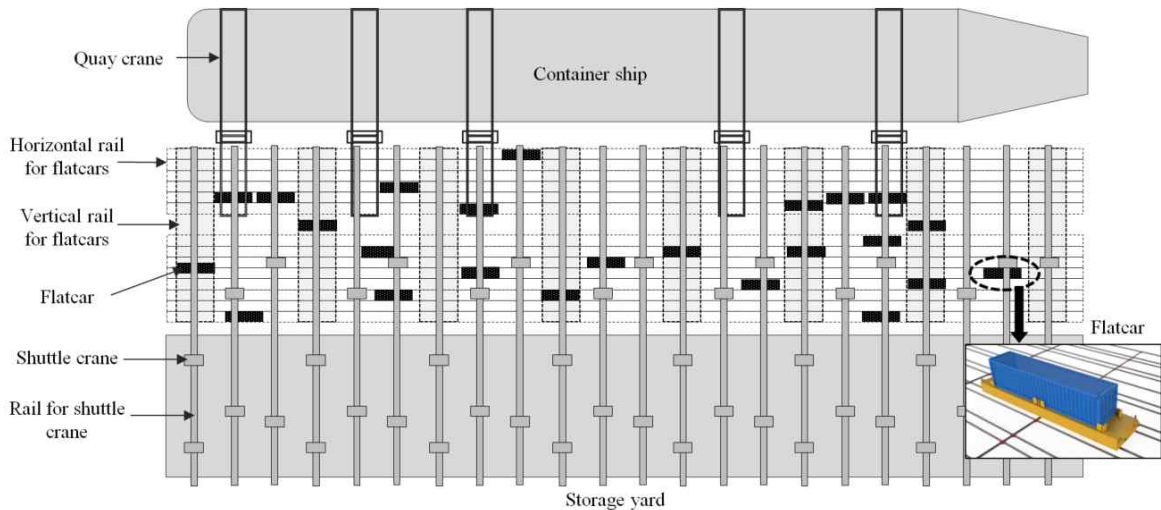 Quay crane
Container ship
Horizontal rail
for flatcars
Vertical rail
for flatcars
Flatcar
Shuttle crane
Rail for shuttle
crane
Flatcar
Storage yard